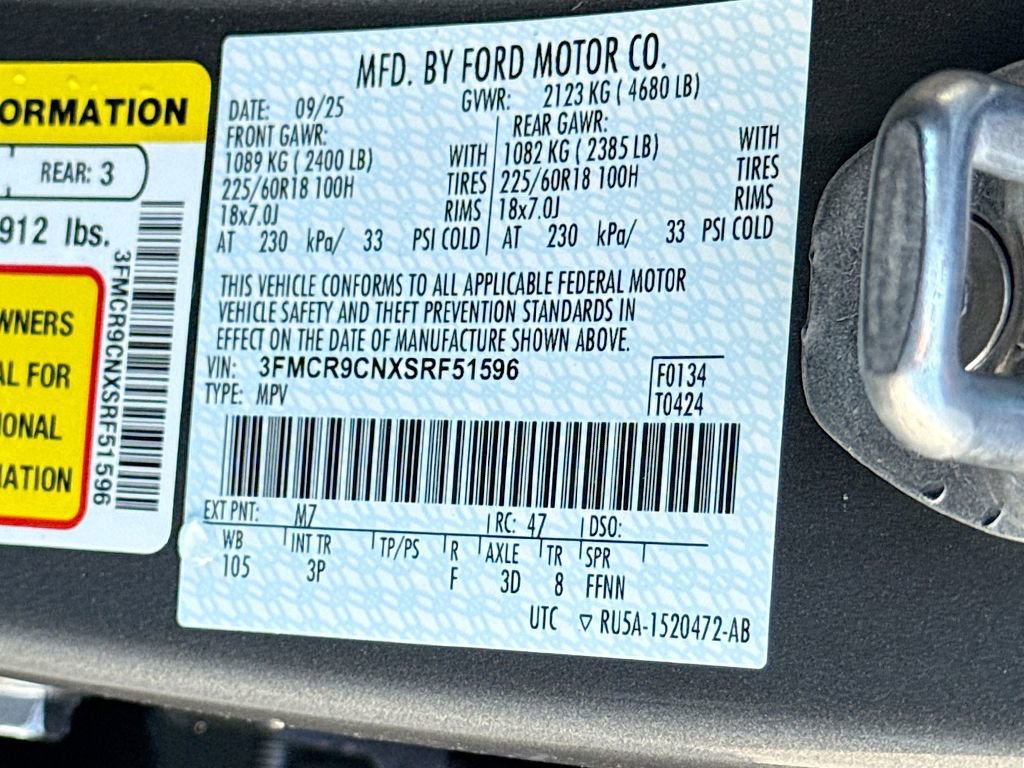 ORMATION
REAR: 3
912 lbs.
WNERS
AL FOR
IONAL
MATION
3FMCR9CNXSRF51596
MFD. BY FORD MOTOR CO.
DATE: 09/25 GVWR: 2123 KG ( 4680 LB)
FRONT GAWR: REAR GAWR:
1089 KG ( 2400 LB) WITH 1082 KG ( 2385 LB) WITH
225/60R18 100H TIRES 225/60R18 100H TIRES
18x7.0J RIMS 18x7.0J RIMS
AT 230 kPa/ 33 PSI COLD AT 230 kPa/ 33 PSI COLD
THIS VEHICLE CONFORMS TO ALL APPLICABLE FEDERAL MOTOR
VEHICLE SAFETY AND THEFT PREVENTION STANDARDS IN
EFFECT ON THE DATE OF MANUFACTURE SHOWN ABOVE.
VIN: 3FMCR9CNXSRF51596
TYPE: MPV
F0134
T0424
EXT PNT: M7 RC: 47 DSO:
WB INT TR TP/PS R AXLE TR SPR
105 3P F 3D 8 FFNN
UTC ▽ RU5A-1520472-AB